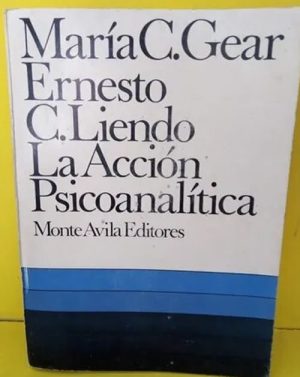 María C. Gear
Ernesto
C. Liendo
La Acción
Psicoanalítica
Monte Avila Editores